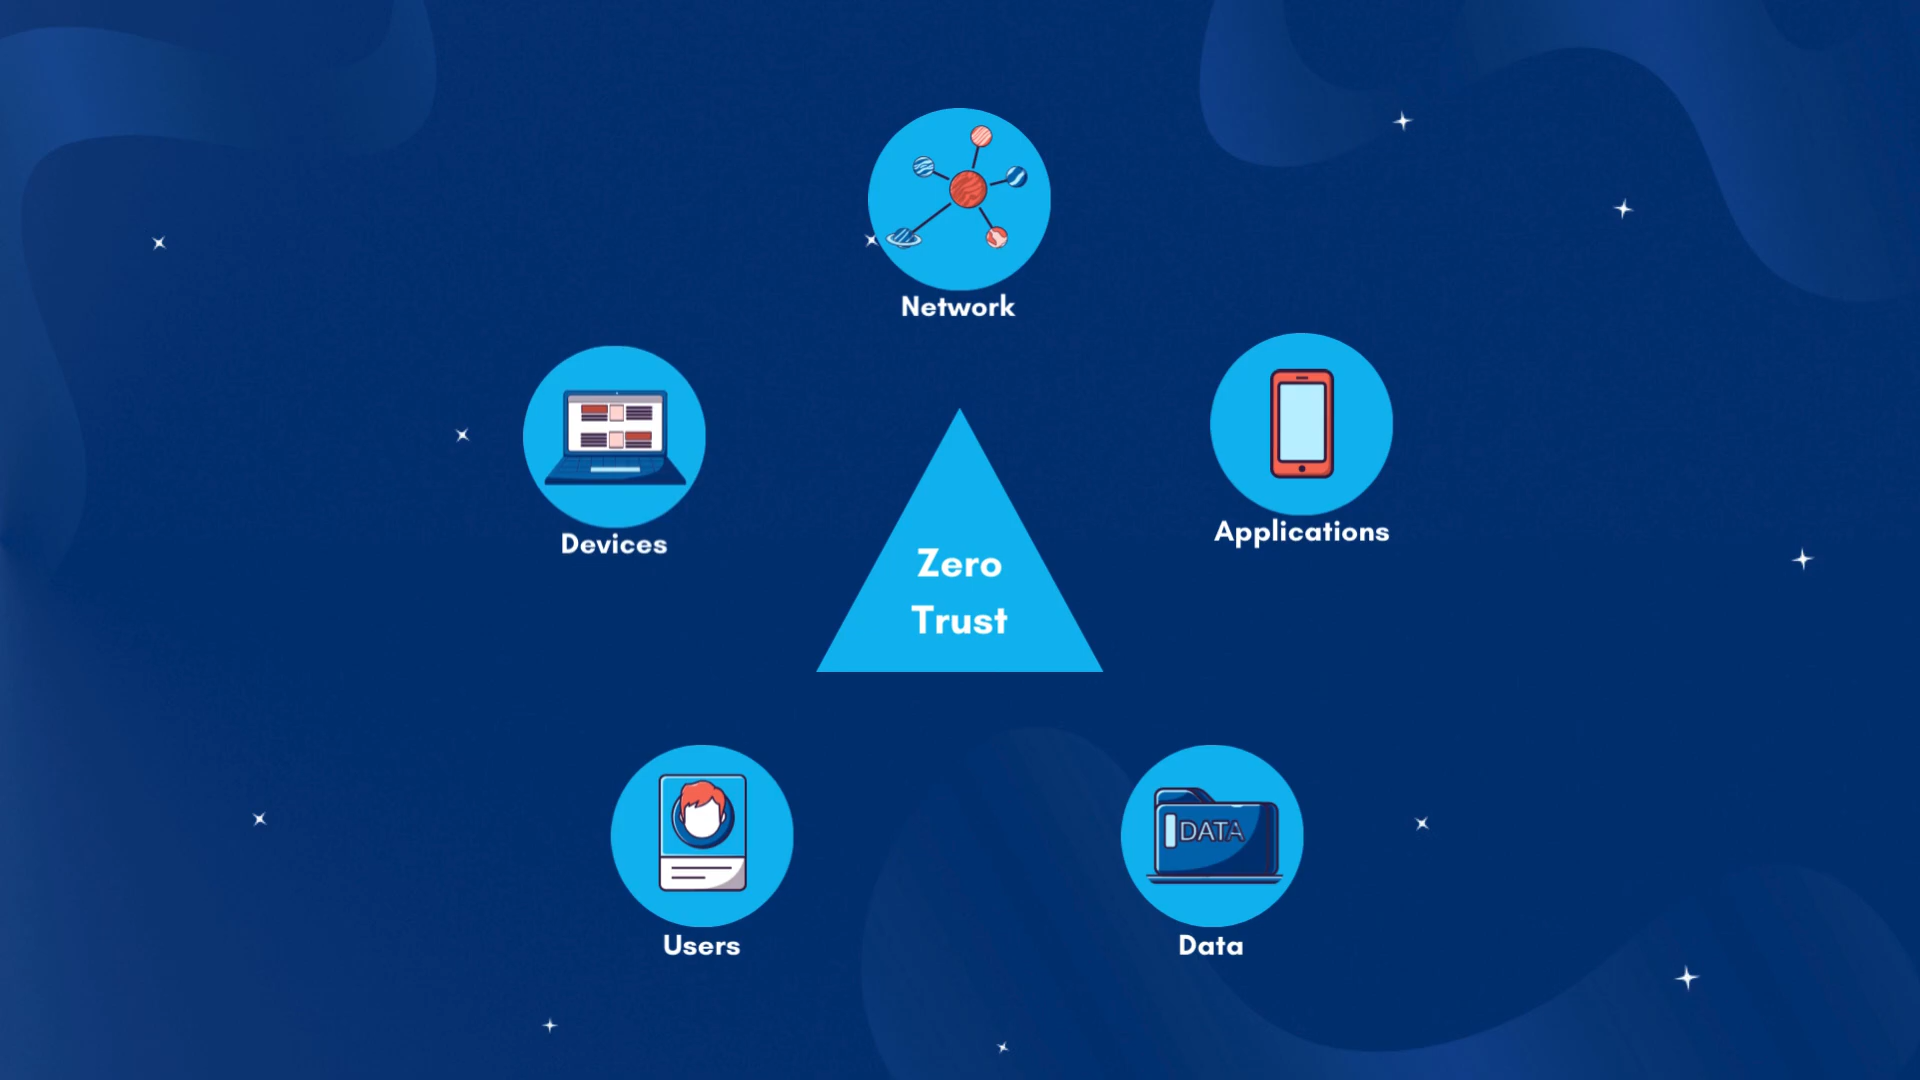 Network
Devices
Applications
Zero
Trust
DATA
Users
Data